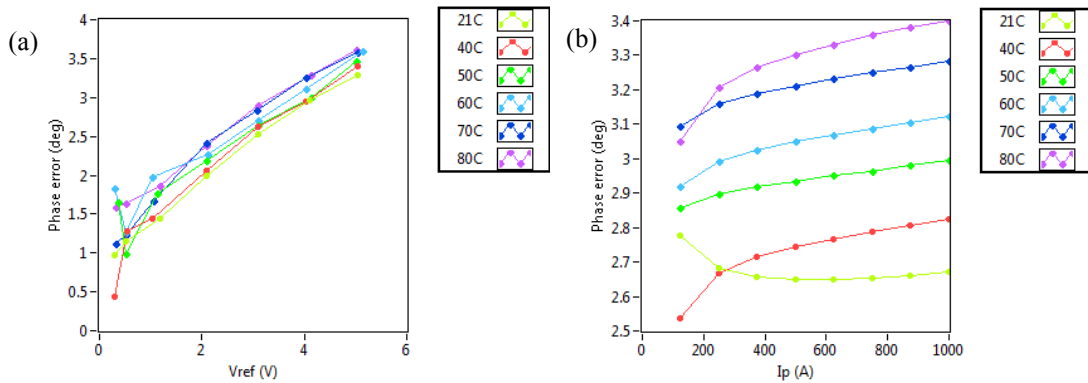 (a)
Phase error (deg)
4
3.5
3
2.5
2
1.5
1
0.5
0
0
2
4
6
Vref (V)
21C
40C
50C
60C
70C
80C
(b)
Phase error (deg)
3.4
3.3
3.2
3.1
3
2.9
2.8
2.7
2.6
2.5
0
200
400
600
800
1000
Ip (A)
21C
40C
50C
60C
70C
80C